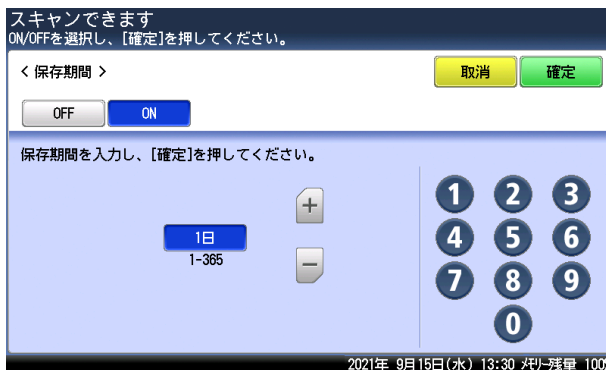 スキャンできます
ON/OFFを選択し、[確定]を押してください。
< 保存期間 >
取消
確定
OFF
ON
保存期間を入力し、[確定]を押してください。
1日
1-365
+
-
1 2 3
4 5 6
7 8 9
0
2021年 9月15日(水) 13:30 メモリー残量 100